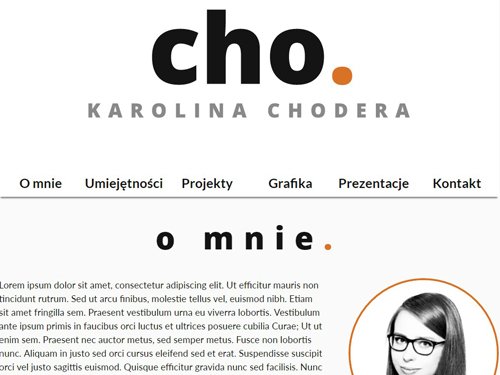 cho.
KAROLINA CHODERA
O mnie Umiejętności Projekty Grafika Prezentacje Kontakt
o mnie.
Lorem ipsum dolor sit amet, consectetur adipiscing elit. Ut efficitur mauris non
tincidunt rutrum. Sed ut arcu finibus, molestie tellus vel, euismod nibh. Etiam
sit amet fringilla sem. Praesent vestibulum urna eu viverra lobortis. Vestibulum
ante ipsum primis in faucibus orci luctus et ultrices posuere cubilia Curae; Ut ut
enim sem. Praesent nec auctor metus, sed semper metus. Fusce non lobortis
nunc. Aliquam in justo sed orci cursus eleifend sed et erat. Suspendisse suscipit
orci vel justo sagittis euismod. Quisque efficitur gravida nunc sed facilisis. Nunc